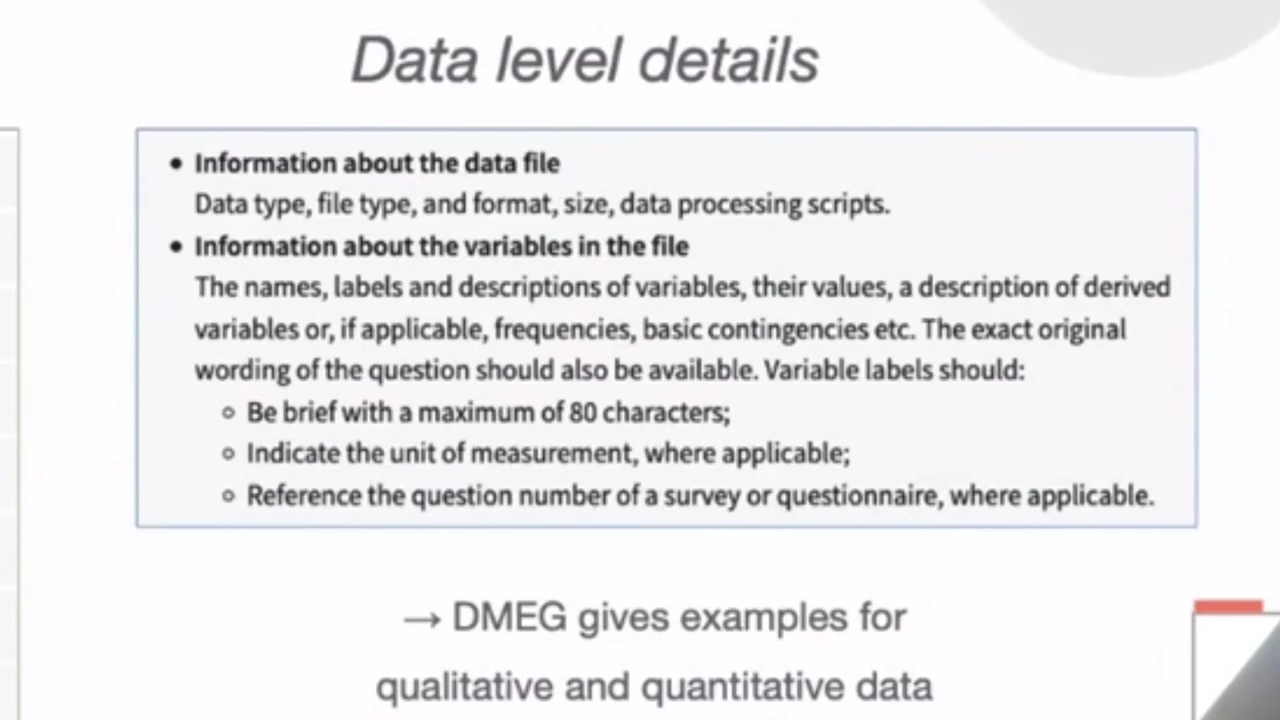 Data level details
• Information about the data file
Data type, file type, and format, size, data processing scripts.
• Information about the variables in the file
The names, labels and descriptions of variables, their values, a description of derived
variables or, if applicable, frequencies, basic contingencies etc. The exact original
wording of the question should also be available. Variable labels should:
◦ Be brief with a maximum of 80 characters;
◦ Indicate the unit of measurement, where applicable;
◦ Reference the question number of a survey or questionnaire, where applicable.
→ DMEG gives examples for
qualitative and quantitative data